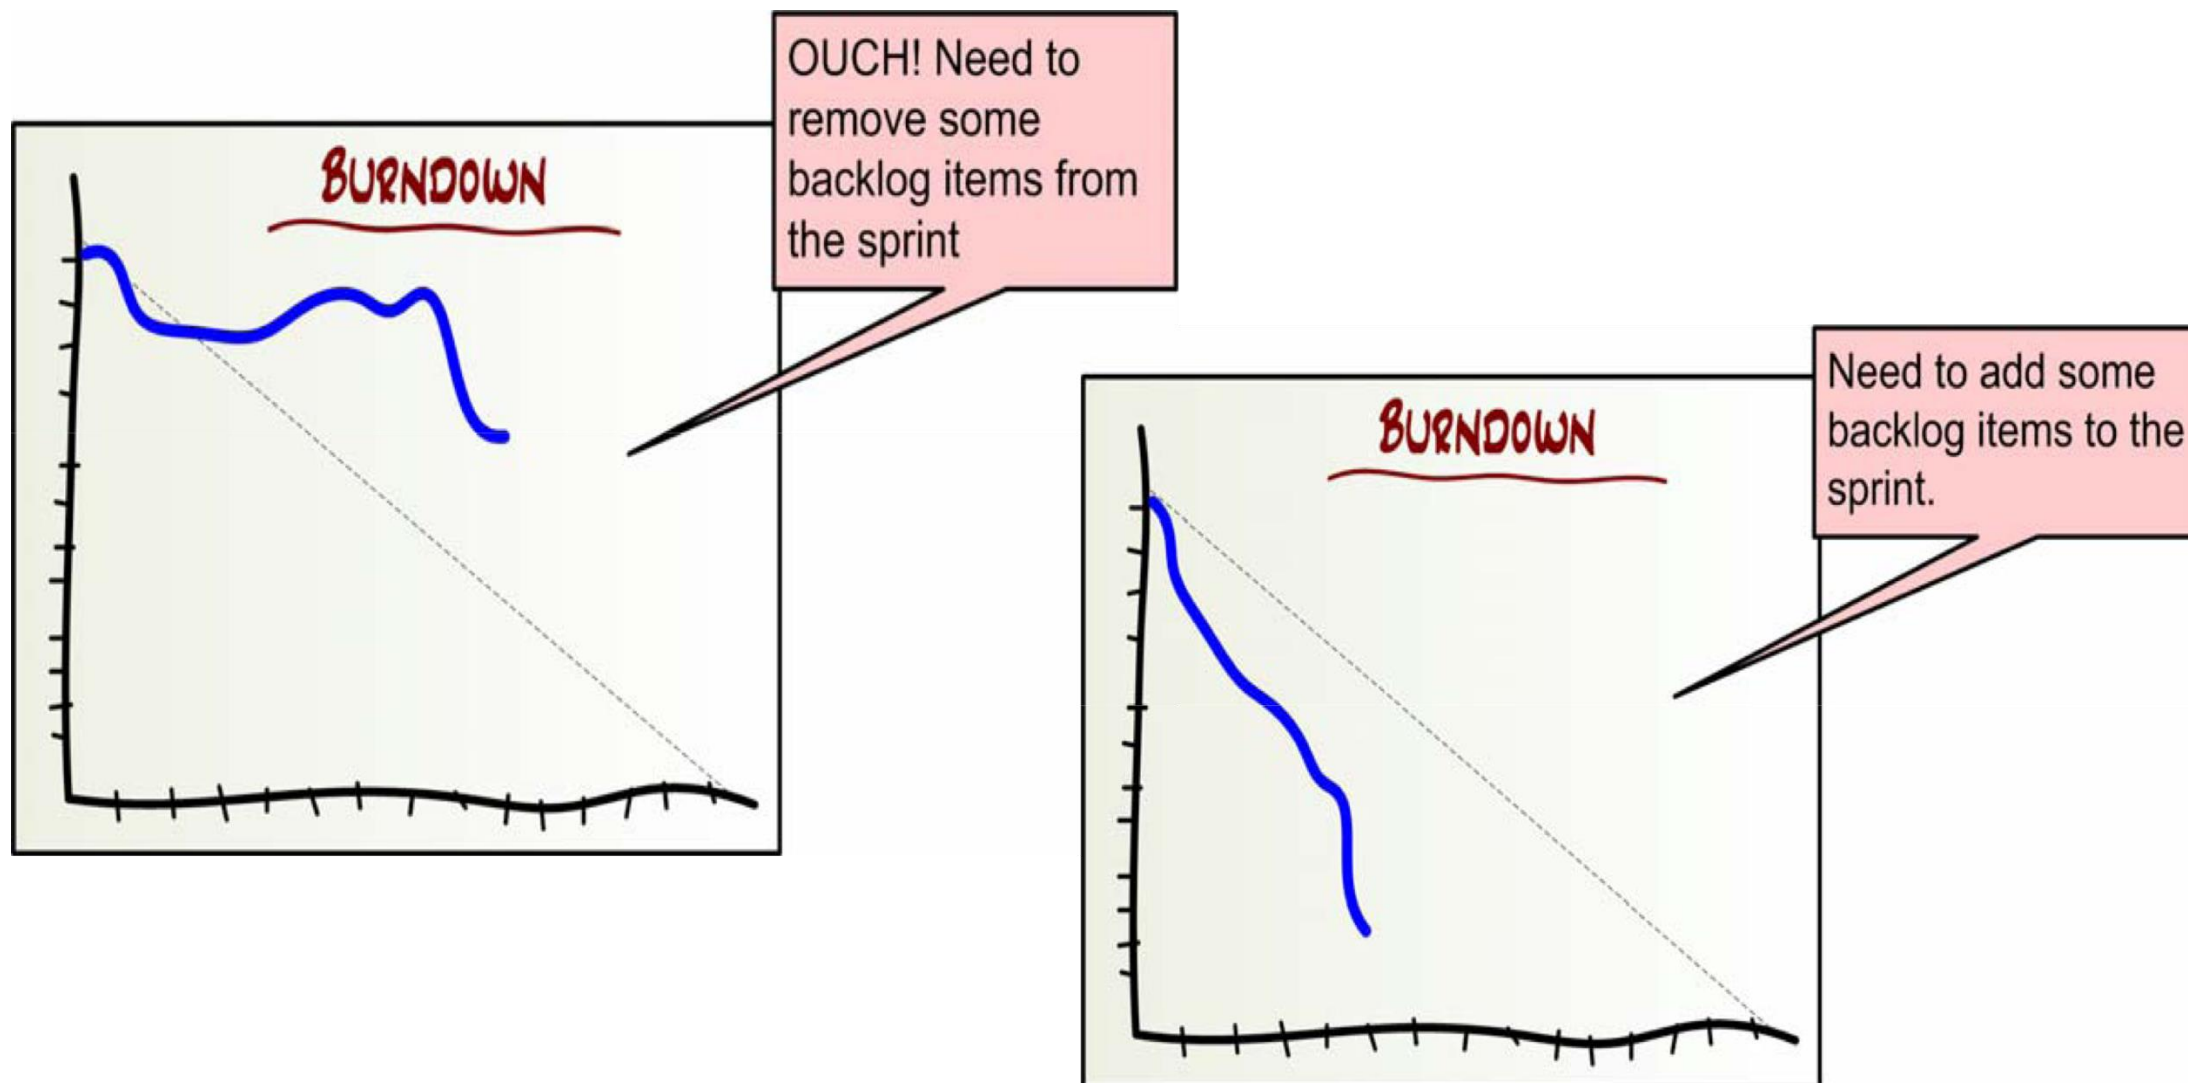 OUCH! Need to
remove some
backlog items from
the sprint
BURNDOWN
Need to add some
backlog items to the
sprint.
BURNDOWN